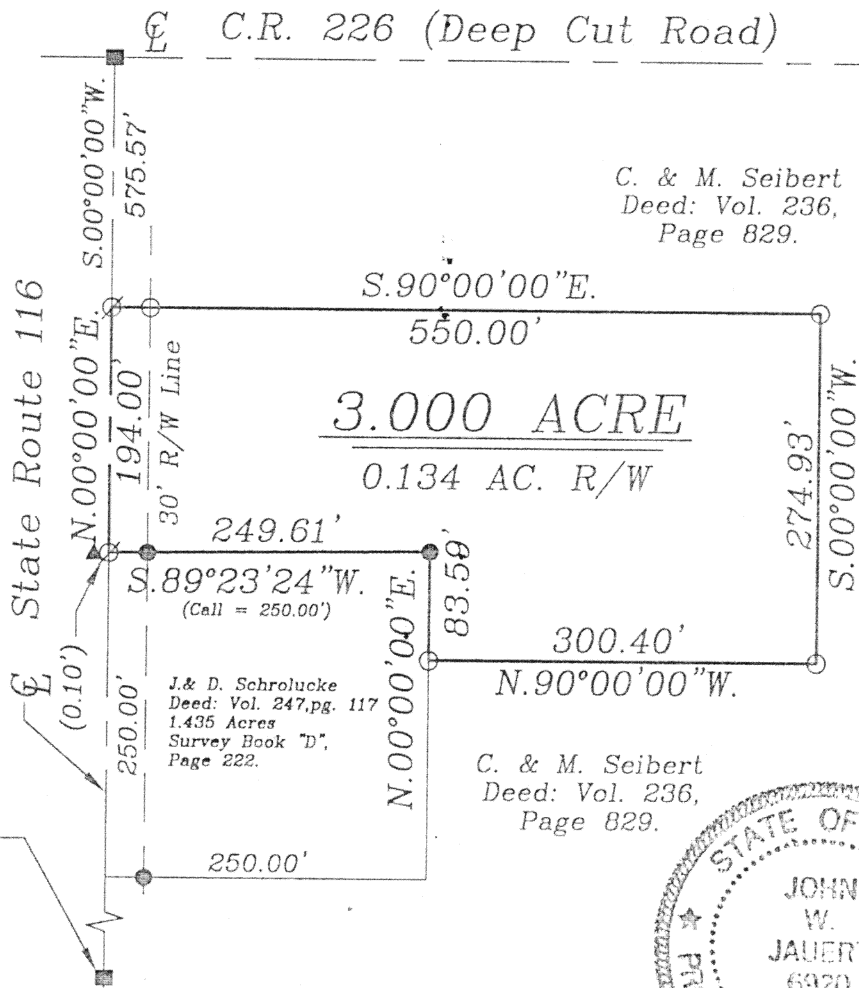 ℄ C.R. 226 (Deep Cut Road)
S.00°00'00"W.
575.57'
C. & M. Seibert
Deed: Vol. 236,
Page 829.
S.90°00'00"E.
550.00'
℄ State Route 116
N.00°00'00"E.
194.00'
30' R/W Line
3.000 ACRE
0.134 AC. R/W
274.93'
S.00°00'00"W.
249.61'
S.89°23'24"W.
(Call = 250.00')
N.00°00'00"E.
83.59'
300.40'
N.90°00'00"W.
(0.10')
250.00'
J.& D. Schrolucke
Deed: Vol. 247,pg. 117
1.435 Acres
Survey Book "D",
Page 222.
C. & M. Seibert
Deed: Vol. 236,
Page 829.
250.00'
STATE OF
JOHN
W.
JAUERT
6920
PR